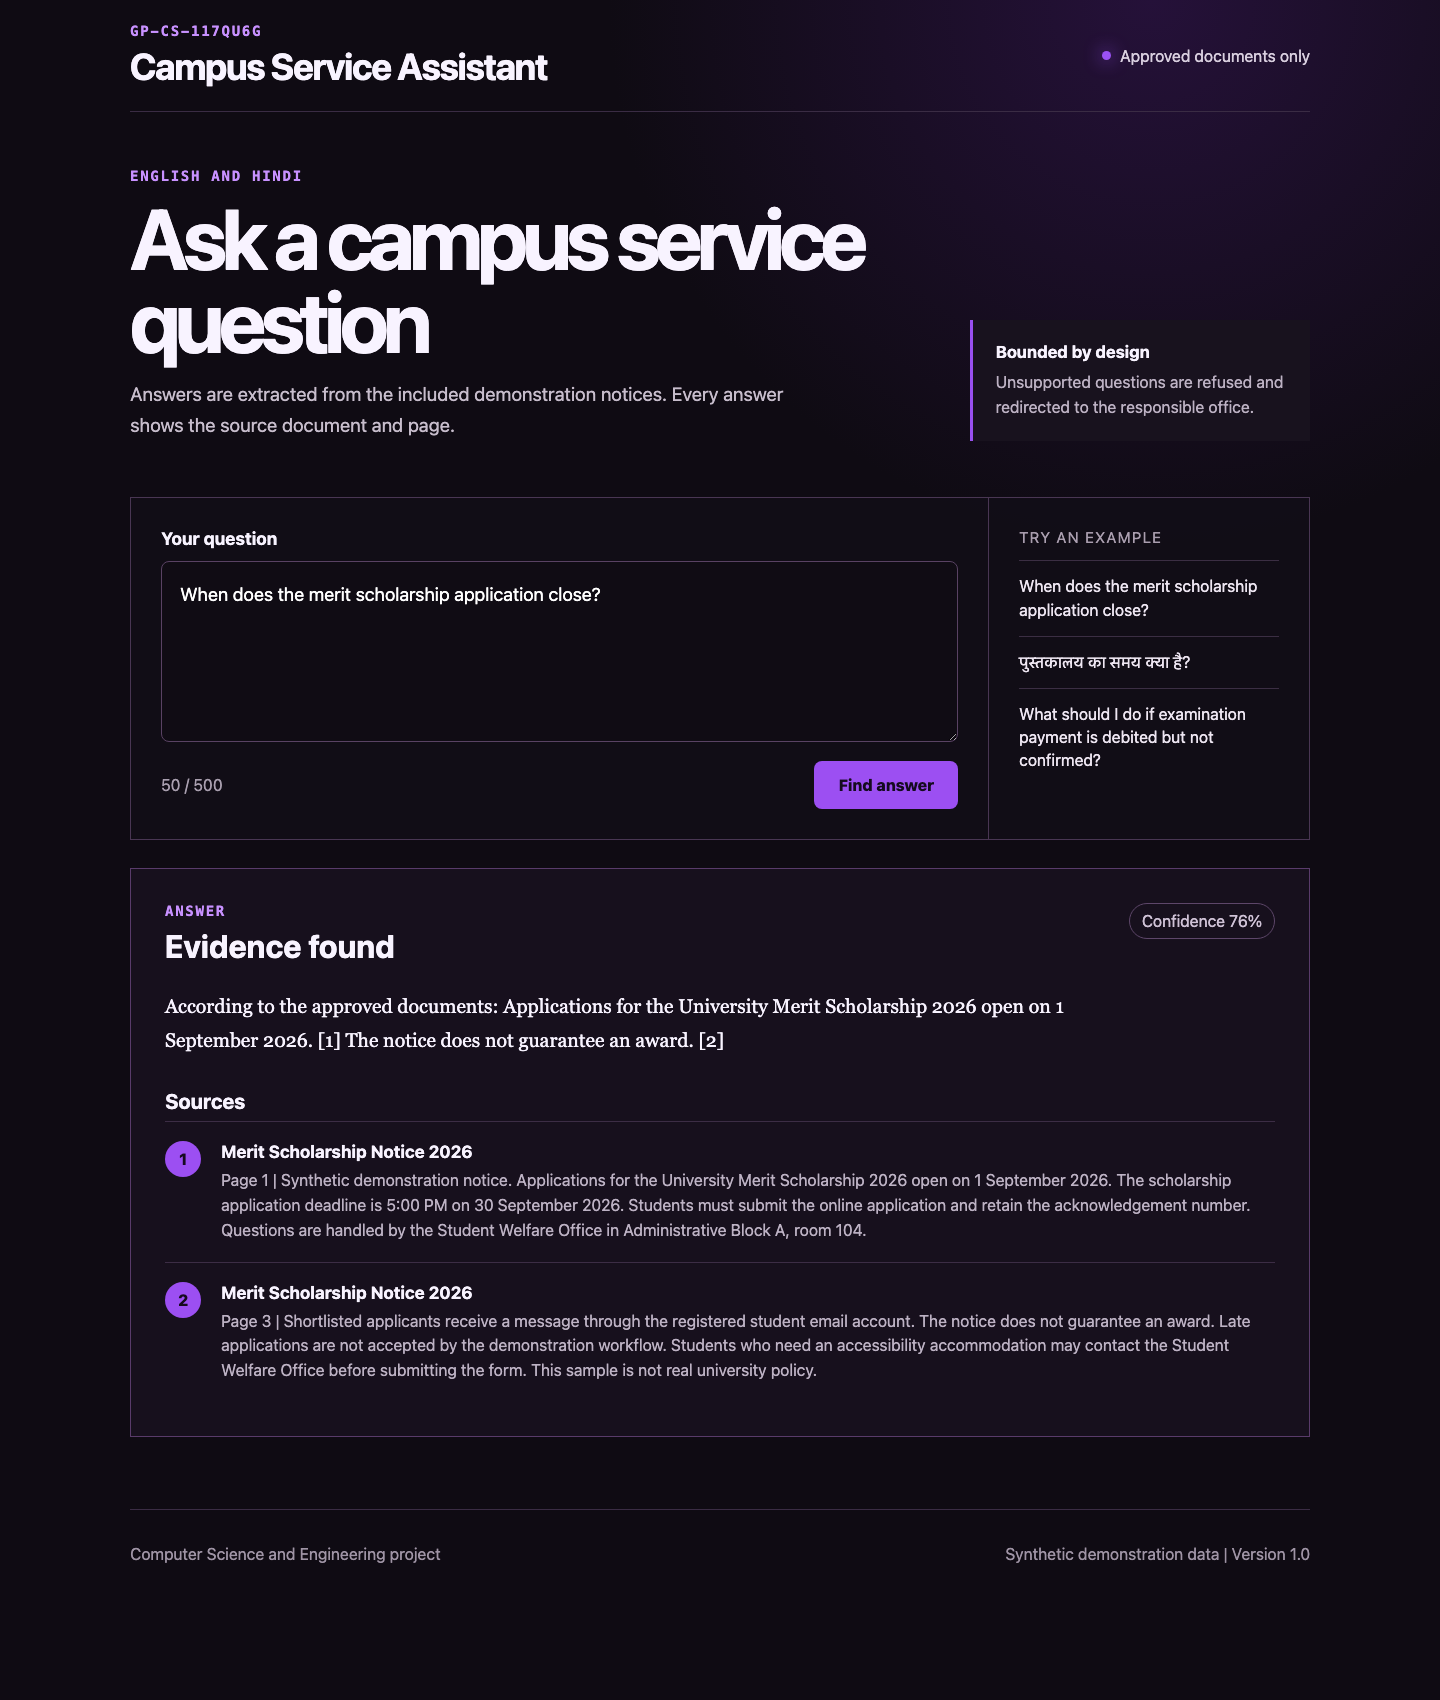 GP-CS-117QU6G
Campus Service Assistant
Approved documents only
ENGLISH AND HINDI
Ask a campus service
question
Answers are extracted from the included demonstration notices. Every answer
shows the source document and page.
Bounded by design
Unsupported questions are refused and
redirected to the responsible office.
Your question
When does the merit scholarship application close?
50 / 500
Find answer
TRY AN EXAMPLE
When does the merit scholarship
application close?
पुस्तकालय का समय क्या है?
What should I do if examination
payment is debited but not
confirmed?
ANSWER
Evidence found
Confidence 76%
According to the approved documents: Applications for the University Merit Scholarship 2026 open on 1
September 2026. [1] The notice does not guarantee an award. [2]
Sources
1
Merit Scholarship Notice 2026
Page 1 | Synthetic demonstration notice. Applications for the University Merit Scholarship 2026 open on 1 September 2026. The scholarship
application deadline is 5:00 PM on 30 September 2026. Students must submit the online application and retain the acknowledgement number.
Questions are handled by the Student Welfare Office in Administrative Block A, room 104.
2
Merit Scholarship Notice 2026
Page 3 | Shortlisted applicants receive a message through the registered student email account. The notice does not guarantee an award. Late
applications are not accepted by the demonstration workflow. Students who need an accessibility accommodation may contact the Student
Welfare Office before submitting the form. This sample is not real university policy.
Computer Science and Engineering project
Synthetic demonstration data | Version 1.0